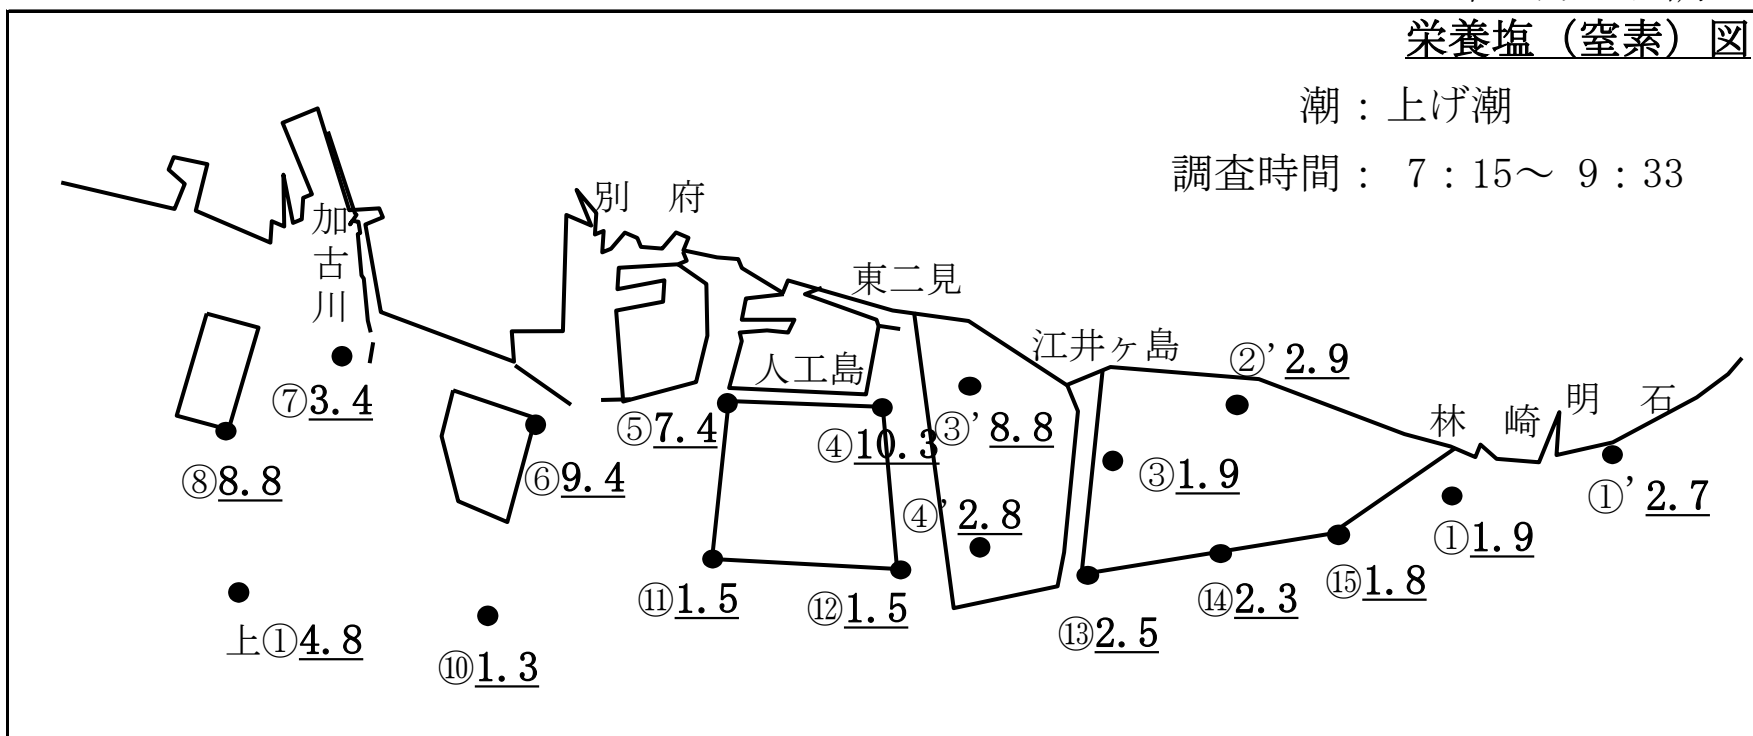 栄養塩（窒素）図
潮：上げ潮
調査時間： 7：15～ 9：33
別 府
加古川
東二見
江井ヶ島
②’2.9
人工島
⑦3.4
林 崎
明 石
⑤7.4
④10.3
③’8.8
⑧8.8
⑥9.4
③1.9
①’2.7
④’2.8
①1.9
⑪1.5
⑫1.5
⑭2.3
⑮1.8
上①4.8
⑩1.3
⑬2.5